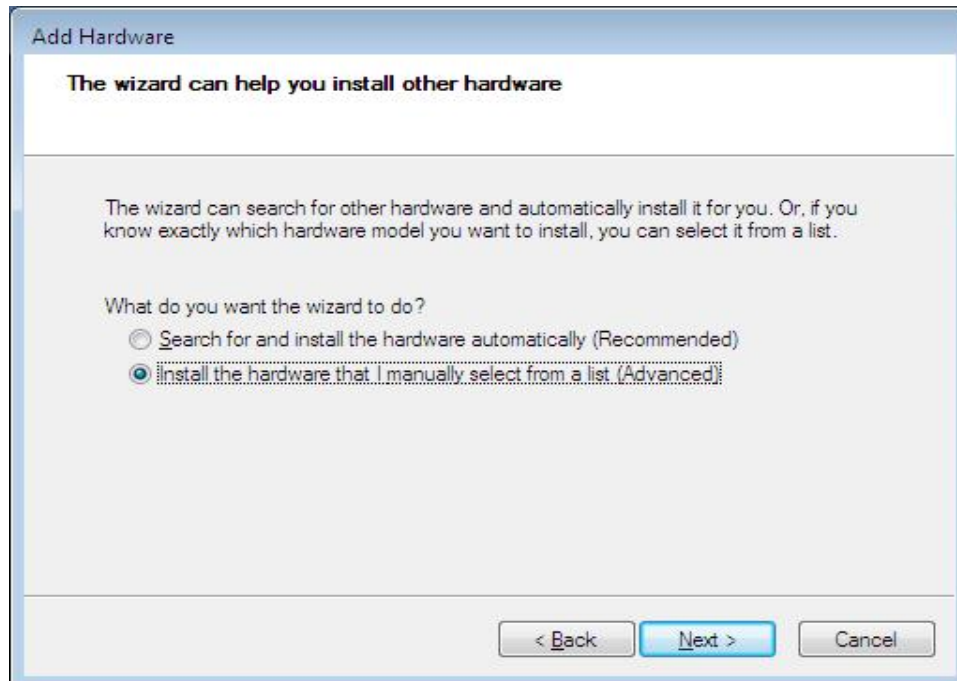 Add Hardware
The wizard can help you install other hardware
The wizard can search for other hardware and automatically install it for you. Or, if you
know exactly which hardware model you want to install, you can select it from a list.
What do you want the wizard to do?
Search for and install the hardware automatically (Recommended)
Install the hardware that I manually select from a list (Advanced)
< Back Next > Cancel